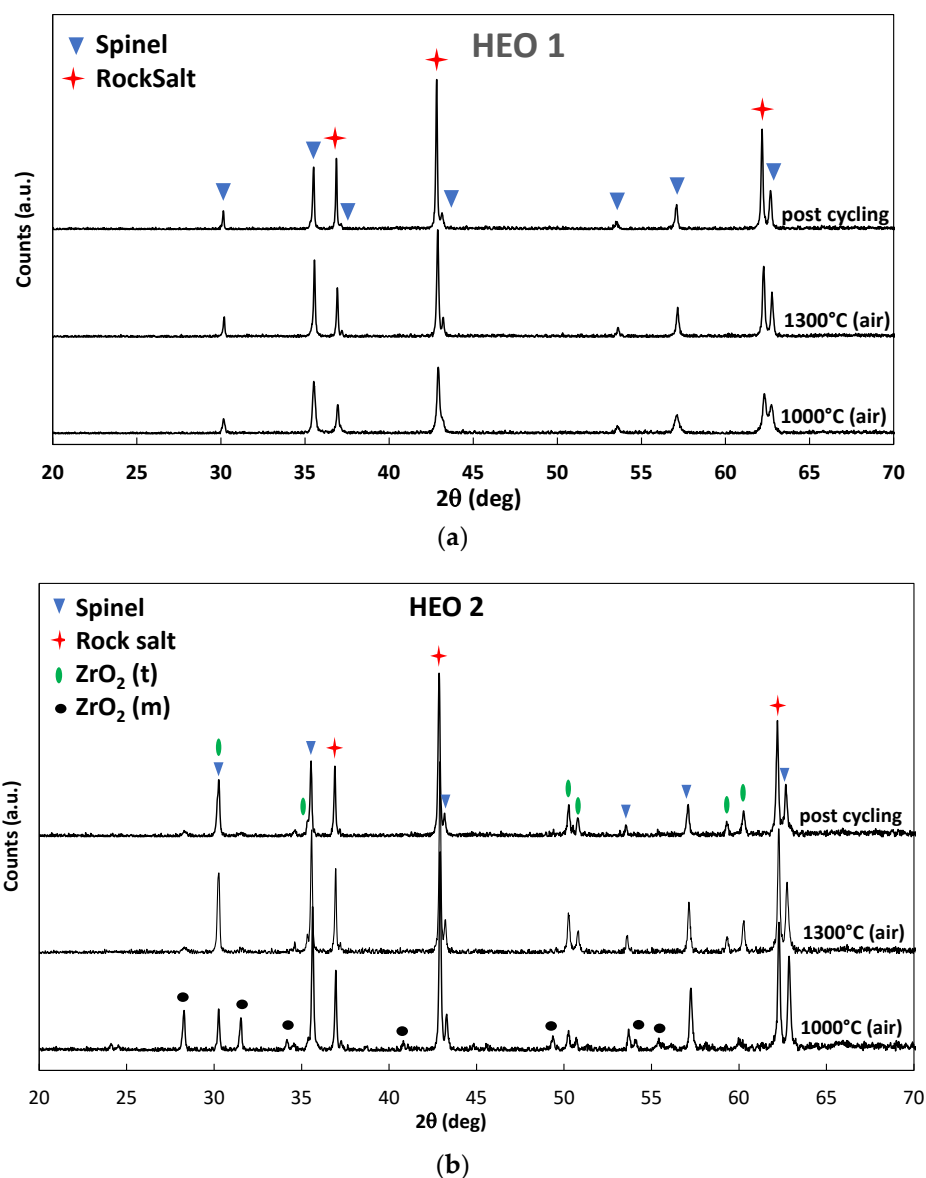 HEO 1
Spinel
RockSalt
Counts (a.u.)
post cycling
1300°C (air)
1000°C (air)
20 25 30 35 40 45 50 55 60 65 70
2θ (deg)
(a)
HEO 2
Spinel
Rock salt
ZrO₂ (t)
ZrO₂ (m)
Counts (a.u.)
post cycling
1300°C (air)
1000°C (air)
20 25 30 35 40 45 50 55 60 65 70
2θ (deg)
(b)